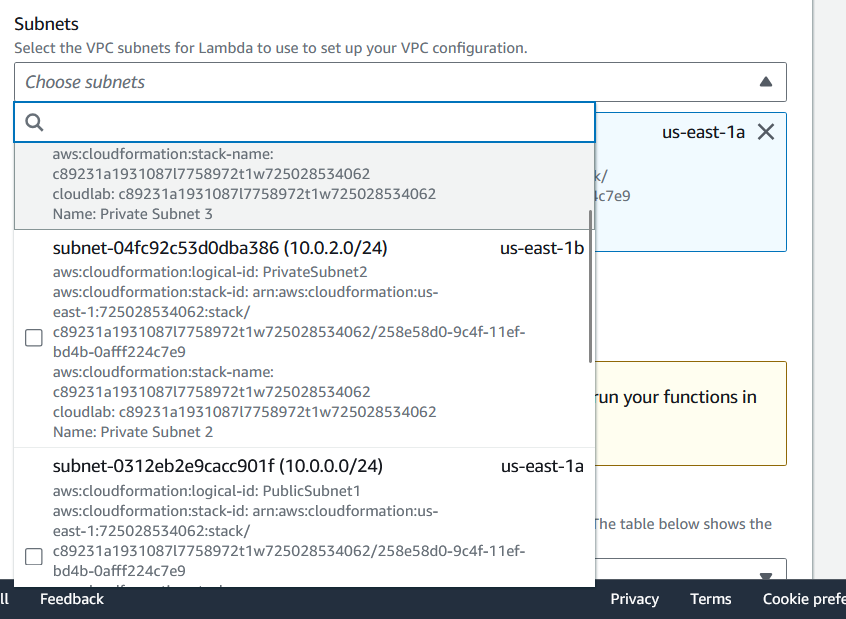 Subnets
Select the VPC subnets for Lambda to use to set up your VPC configuration.
Choose subnets
us-east-1a
aws:cloudformation:stack-name:
c89231a1931087l7758972t1w725028534062
k/
cloudlab: c89231a1931087l7758972t1w725028534062
4c7e9
Name: Private Subnet 3
subnet-04fc92c53d0dba386 (10.0.2.0/24) us-east-1b
aws:cloudformation:logical-id: PrivateSubnet2
aws:cloudformation:stack-id: arn:aws:cloudformation:us-
east-1:725028534062:stack/
c89231a1931087l7758972t1w725028534062/258e58d0-9c4f-11ef-
bd4b-0afff224c7e9
aws:cloudformation:stack-name:
c89231a1931087l7758972t1w725028534062
run your functions in
cloudlab: c89231a1931087l7758972t1w725028534062
Name: Private Subnet 2
subnet-0312eb2e9cacc901f (10.0.0.0/24) us-east-1a
aws:cloudformation:logical-id: PublicSubnet1
aws:cloudformation:stack-id: arn:aws:cloudformation:us-
east-1:725028534062:stack/
The table below shows the
c89231a1931087l7758972t1w725028534062/258e58d0-9c4f-11ef-
bd4b-0afff224c7e9
ll Feedback Privacy Terms Cookie prefe